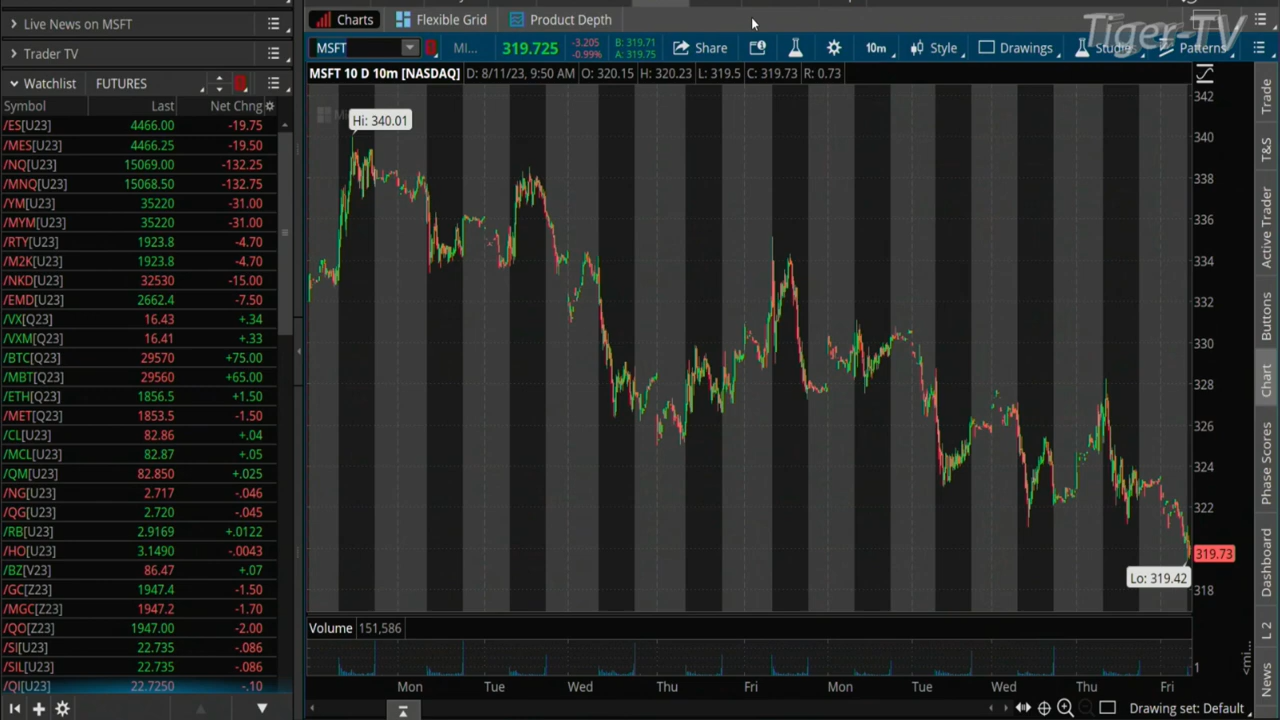 Live News on MSFT
Trader TV
Watchlist FUTURES
Symbol Last Net Chng
/ES[U23] 4466.00 -19.75
/MES[U23] 4466.25 -19.50
/NQ[U23] 15069.00 -132.25
/MNQ[U23] 15068.50 -132.75
/YM[U23] 35220 -31.00
/MYM[U23] 35220 -31.00
/RTY[U23] 1923.8 -4.70
/M2K[U23] 1923.8 -4.70
/NKD[U23] 32530 -15.00
/EMD[U23] 2662.4 -7.50
/VX[Q23] 16.43 +.34
/VXM[Q23] 16.41 +.33
/BTC[Q23] 29570 +75.00
/MBT[Q23] 29560 +65.00
/ETH[Q23] 1856.5 +1.50
/MET[Q23] 1853.5 -1.50
/CL[U23] 82.86 +.04
/MCL[U23] 82.87 +.05
/QM[U23] 82.850 +.025
/NG[U23] 2.717 -.046
/QG[U23] 2.720 -.045
/RB[U23] 2.9169 +.0122
/HO[U23] 3.1490 -.0043
/BZ[V23] 86.47 +.07
/GC[Z23] 1947.4 -1.50
/MGC[Z23] 1947.2 -1.70
/QO[Z23] 1947.00 -2.00
/SI[U23] 22.735 -.086
/SIL[U23] 22.735 -.086
/QI[U23] 22.7250 -.10
Charts Flexible Grid Product Depth
Tiger-TV
MSFT MI... 319.725 -3.205 -0.99% B: 319.71 A: 319.75 Share 10m Style Drawings Studies Patterns
MSFT 10 D 10m [NASDAQ] D: 8/11/23, 9:50 AM O: 320.15 H: 320.23 L: 319.5 C: 319.73 R: 0.73
Hi: 340.01
342
340
338
336
334
332
330
328
326
324
322
319.73
Lo: 319.42
318
Volume 151,586
1
<mi...
Mon Tue Wed Thu Fri Mon Tue Wed Thu Fri
Drawing set: Default
Trade
T&S
Active Trader
Buttons
Chart
Phase Scores
Dashboard
L 2
News